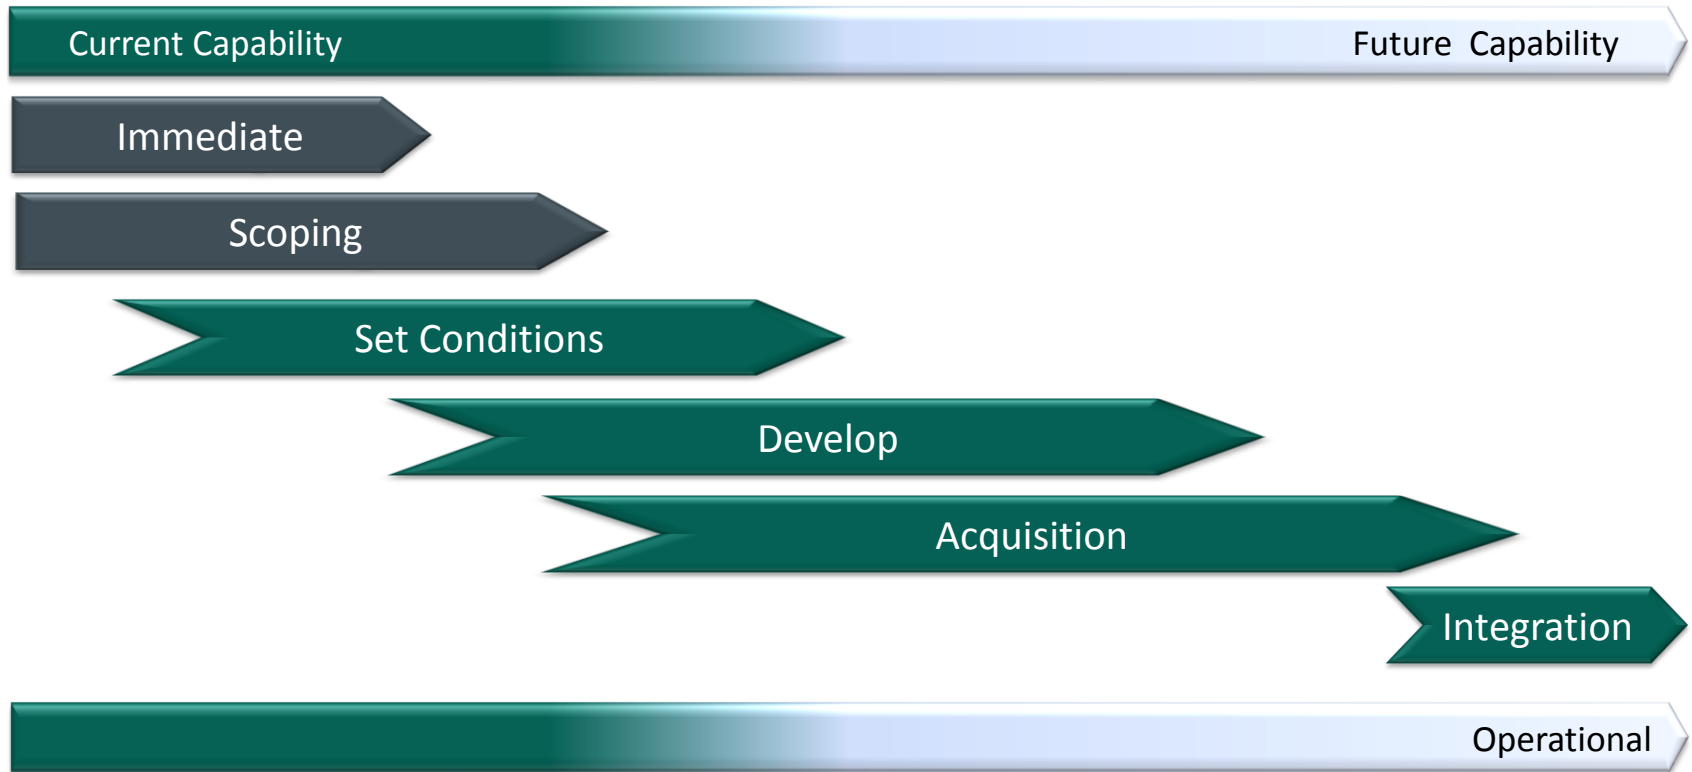 Current Capability
Future Capability
Immediate
Scoping
Set Conditions
Develop
Acquisition
Integration
Operational